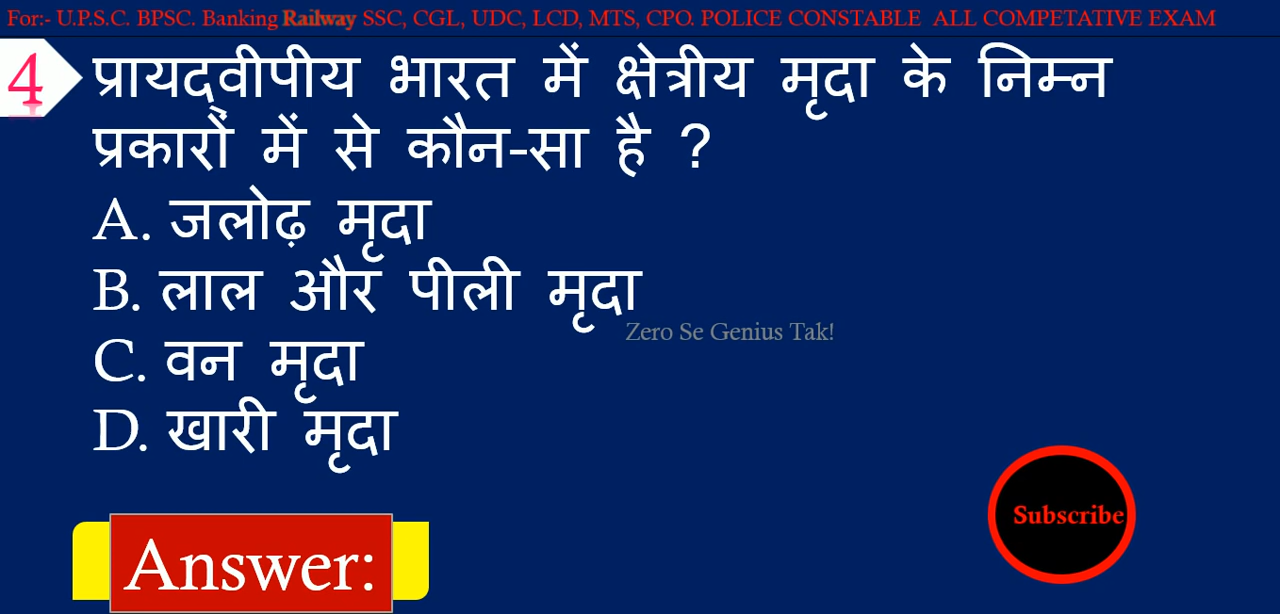 For:- U.P.S.C. BPSC. Banking Railway SSC, CGL, UDC, LCD, MTS, CPO. POLICE CONSTABLE ALL COMPETATIVE EXAM
4 प्रायद्वीपीय भारत में क्षेत्रीय मृदा के निम्न
प्रकारों में से कौन-सा है ?
A. जलोढ़ मृदा
B. लाल और पीली मृदा
Zero Se Genius Tak!
C. वन मृदा
D. खारी मृदा
Subscribe
Answer: